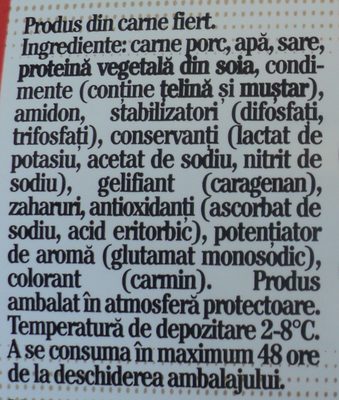 Produs din carne fiert.
Ingrediente: carne porc, apă, sare,
proteină vegetală din soia, condi-
mente (conține țelină și muștar),
amidon, stabilizatori (difosfați,
trifosfați), conservanți (lactat de
potasiu, acetat de sodiu, nitrit de
sodiu), gelifiant (caragenan),
zaharuri, antioxidanți (ascorbat de
sodiu, acid eritorbic), potențiator
de aromă (glutamat monosodic),
colorant (carmin). Produs
ambalat în atmosferă protectoare.
Temperatură de depozitare 2-8°C.
A se consuma în maximum 48 ore
de la deschiderea ambalajului.